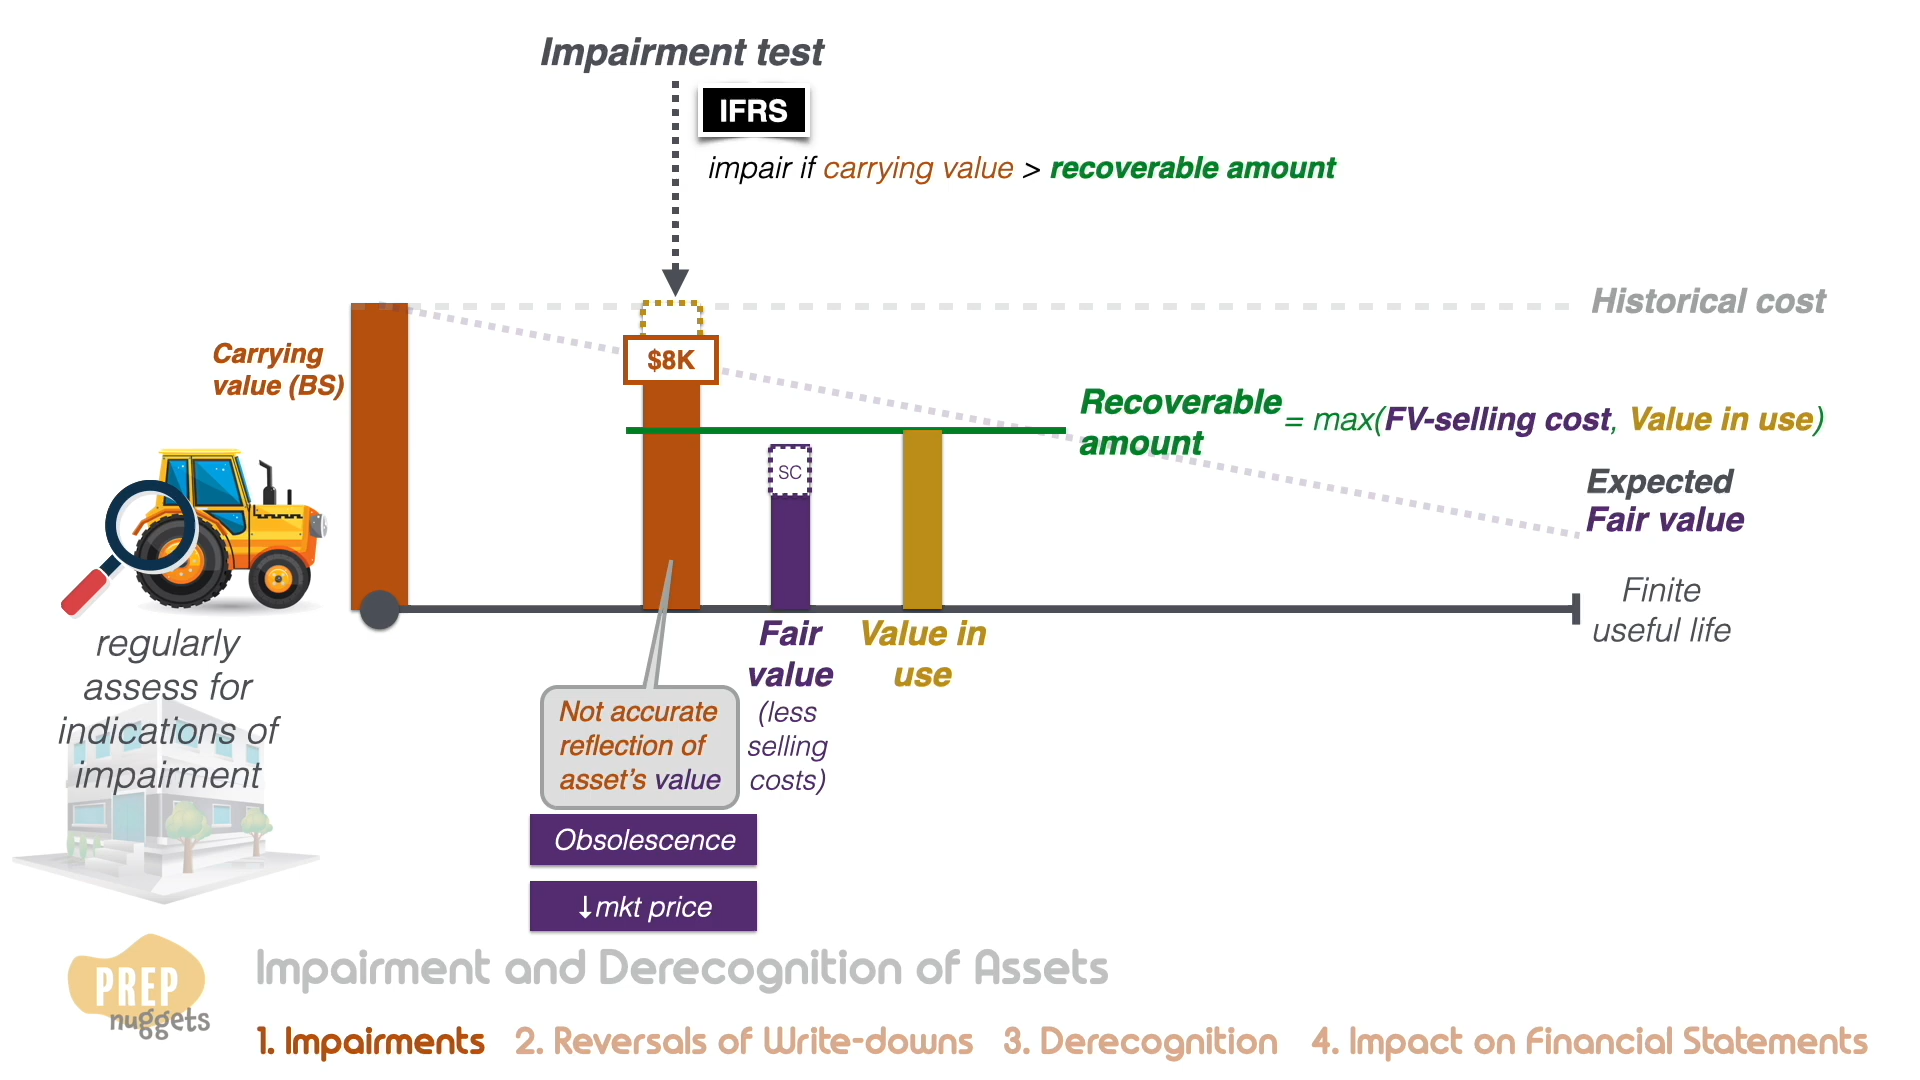 Impairment test
IFRS
impair if carrying value > recoverable amount
Historical cost
Carrying
value (BS)
$8K
Recoverable
amount
= max(FV-selling cost, Value in use)
SC
Expected
Fair value
Finite
useful life
regularly
assess for
indications of
impairment
Fair
value
(less
selling
costs)
Value in
use
Not accurate
reflection of
asset's value
Obsolescence
↓mkt price
PREP
nuggets
Impairment and Derecognition of Assets
1. Impairments 2. Reversals of Write-downs 3. Derecognition 4. Impact on Financial Statements